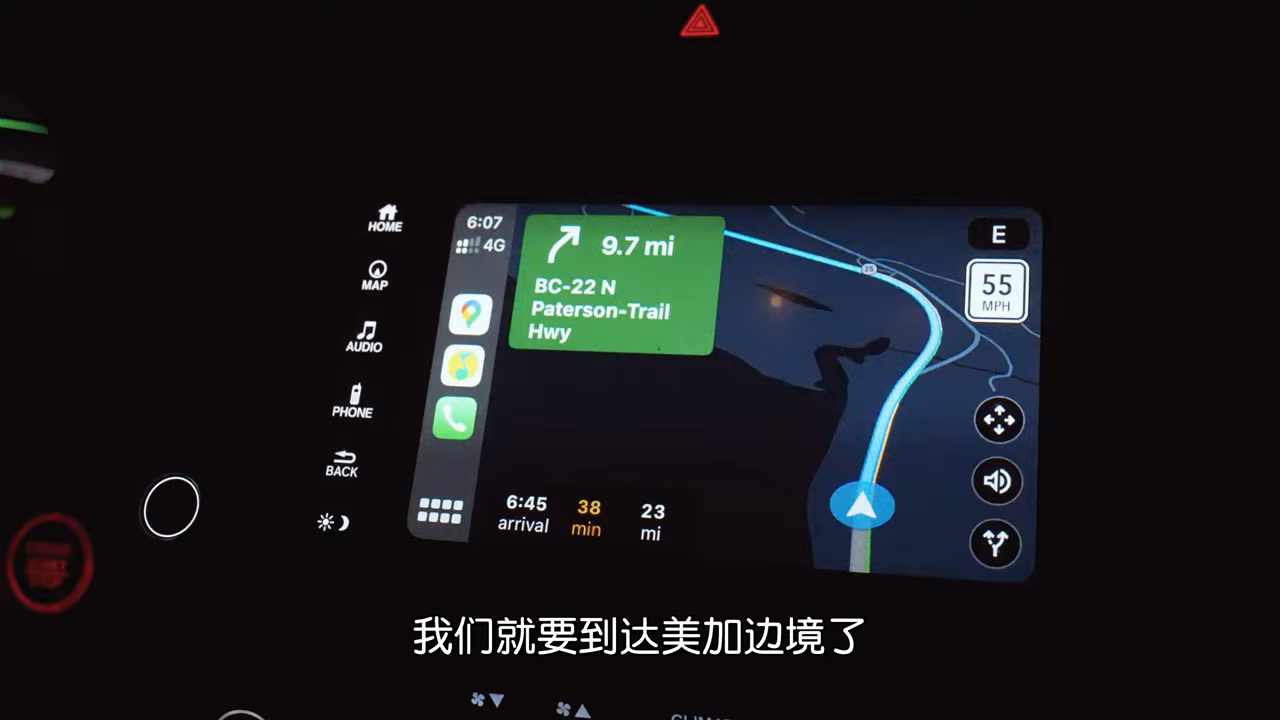 HOME
MAP
AUDIO
PHONE
BACK
6:07
4G
9.7 mi
BC-22 N
Paterson-Trail
Hwy
25
E
55
MPH
6:45
arrival
38
min
23
mi
我们就要到达美加边境了